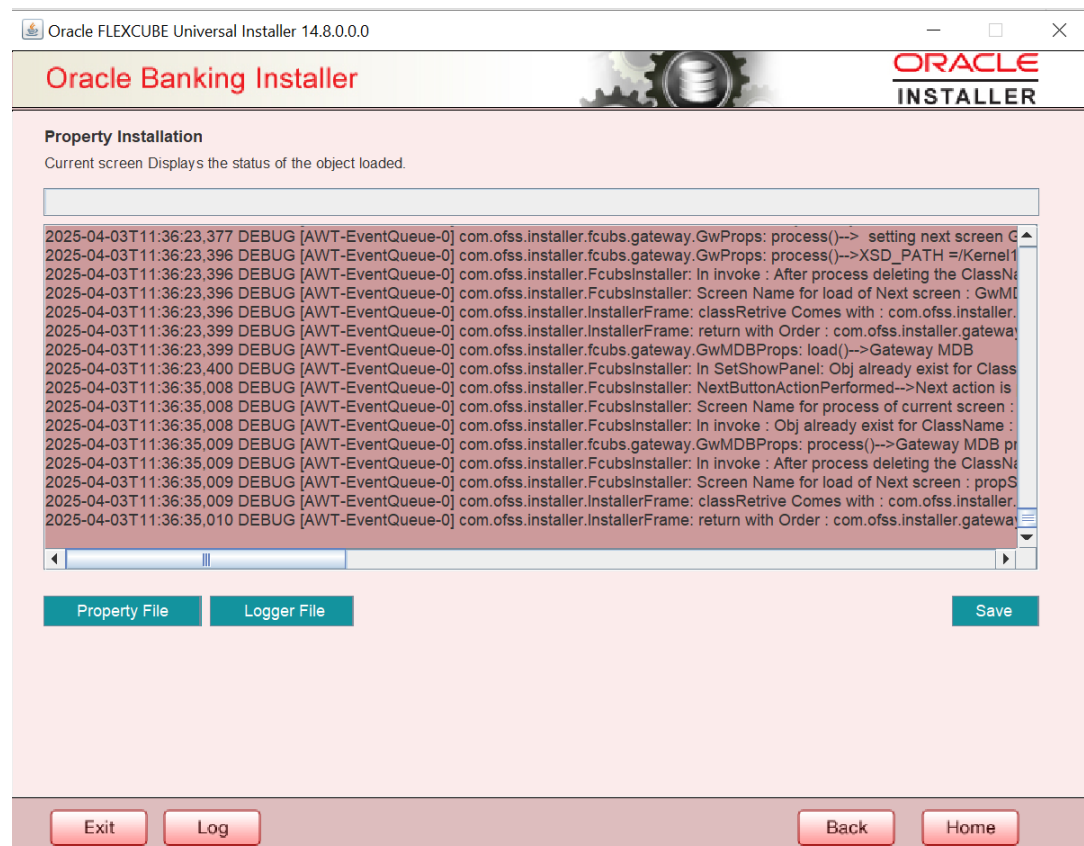 Oracle FLEXCUBE Universal Installer 14.8.0.0.0
Oracle Banking Installer
ORACLE
INSTALLER
Property Installation
Current screen Displays the status of the object loaded.
2025-04-03T11:36:23,377 DEBUG [AWT-EventQueue-0] com.ofss.installer.fcubs.gateway.GwProps: process()--> setting next screen G
2025-04-03T11:36:23,396 DEBUG [AWT-EventQueue-0] com.ofss.installer.fcubs.gateway.GwProps: process()-->XSD_PATH =/Kernel1
2025-04-03T11:36:23,396 DEBUG [AWT-EventQueue-0] com.ofss.installer.FcubsInstaller: In invoke : After process deleting the ClassNa
2025-04-03T11:36:23,396 DEBUG [AWT-EventQueue-0] com.ofss.installer.FcubsInstaller: Screen Name for load of Next screen : GwMD
2025-04-03T11:36:23,396 DEBUG [AWT-EventQueue-0] com.ofss.installer.InstallerFrame: classRetrive Comes with : com.ofss.installer.
2025-04-03T11:36:23,399 DEBUG [AWT-EventQueue-0] com.ofss.installer.InstallerFrame: return with Order : com.ofss.installer.gateway
2025-04-03T11:36:23,399 DEBUG [AWT-EventQueue-0] com.ofss.installer.fcubs.gateway.GwMDBProps: load()-->Gateway MDB
2025-04-03T11:36:23,400 DEBUG [AWT-EventQueue-0] com.ofss.installer.FcubsInstaller: In SetShowPanel: Obj already exist for Class
2025-04-03T11:36:35,008 DEBUG [AWT-EventQueue-0] com.ofss.installer.FcubsInstaller: NextButtonActionPerformed-->Next action is
2025-04-03T11:36:35,008 DEBUG [AWT-EventQueue-0] com.ofss.installer.FcubsInstaller: Screen Name for process of current screen :
2025-04-03T11:36:35,008 DEBUG [AWT-EventQueue-0] com.ofss.installer.FcubsInstaller: In invoke : Obj already exist for ClassName :
2025-04-03T11:36:35,009 DEBUG [AWT-EventQueue-0] com.ofss.installer.fcubs.gateway.GwMDBProps: process()-->Gateway MDB pr
2025-04-03T11:36:35,009 DEBUG [AWT-EventQueue-0] com.ofss.installer.FcubsInstaller: In invoke : After process deleting the ClassNa
2025-04-03T11:36:35,009 DEBUG [AWT-EventQueue-0] com.ofss.installer.FcubsInstaller: Screen Name for load of Next screen : propS
2025-04-03T11:36:35,009 DEBUG [AWT-EventQueue-0] com.ofss.installer.InstallerFrame: classRetrive Comes with : com.ofss.installer.
2025-04-03T11:36:35,010 DEBUG [AWT-EventQueue-0] com.ofss.installer.InstallerFrame: return with Order : com.ofss.installer.gateway
Property File Logger File Save
Exit Log Back Home